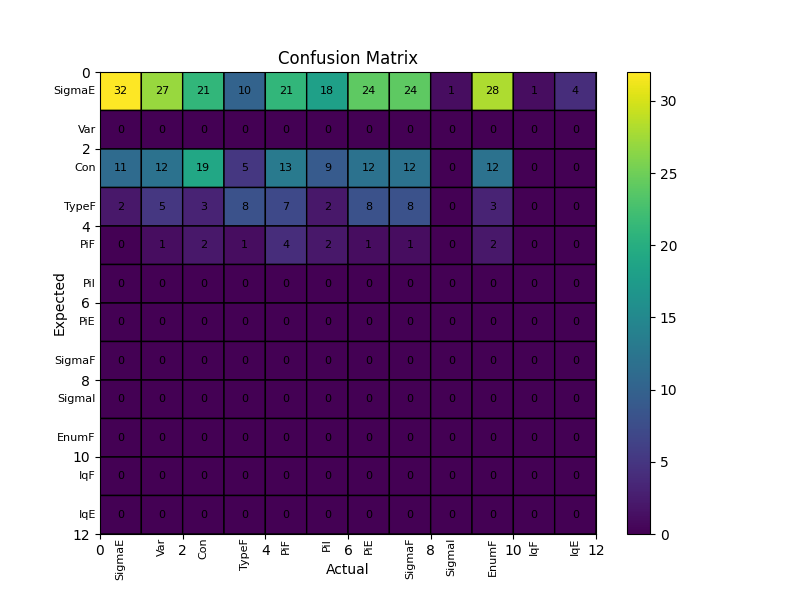 Confusion Matrix
0
SigmaE 32 27 21 10 21 18 24 24 1 28 1 4
30
Var 0 0 0 0 0 0 0 0 0 0 0 0
2
25
Con 11 12 19 5 13 9 12 12 0 12 0 0
TypeF 2 5 3 8 7 2 8 8 0 3 0 0
4
20
PiF 0 1 2 1 4 2 1 1 0 2 0 0
PiI 0 0 0 0 0 0 0 0 0 0 0 0
15
6
Expected
PiE 0 0 0 0 0 0 0 0 0 0 0 0
SigmaF 0 0 0 0 0 0 0 0 0 0 0 0
8
10
SigmaI 0 0 0 0 0 0 0 0 0 0 0 0
EnumF 0 0 0 0 0 0 0 0 0 0 0 0
10
5
IqF 0 0 0 0 0 0 0 0 0 0 0 0
IqE 0 0 0 0 0 0 0 0 0 0 0 0
12
0
0 2 4 6 8 10 12
SigmaE Var Con TypeF PiF PiI PiE SigmaF SigmaI EnumF IqF IqE
Actual